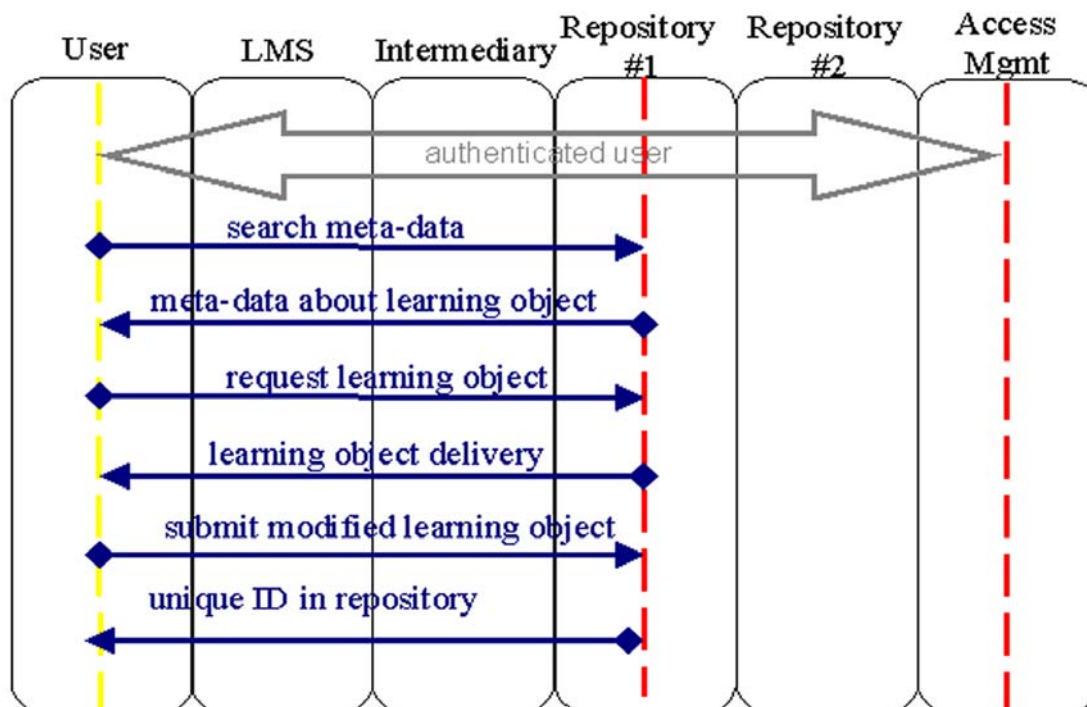 User
LMS
Intermediary
Repository
#1
Repository
#2
Access
Mgmt
authenticated user
search meta-data
meta-data about learning object
request learning object
learning object delivery
submit modified learning object
unique ID in repository